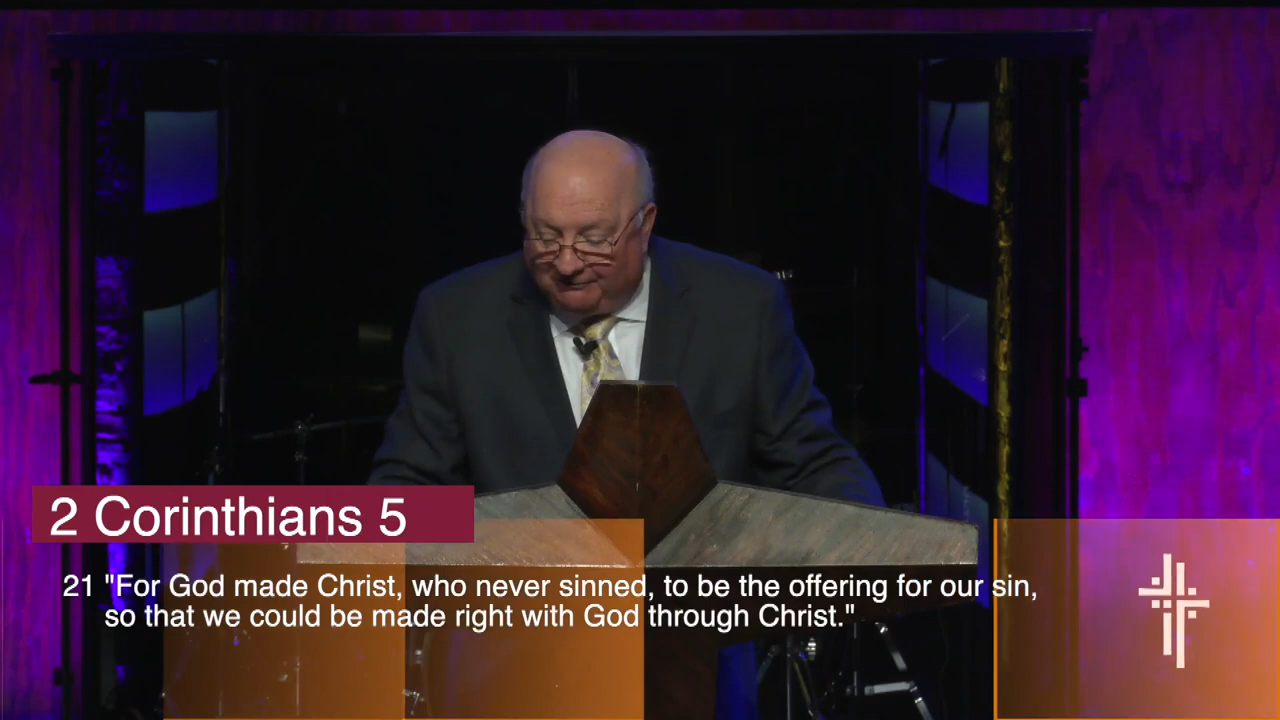 2 Corinthians 5
21 "For God made Christ, who never sinned, to be the offering for our sin,
so that we could be made right with God through Christ."